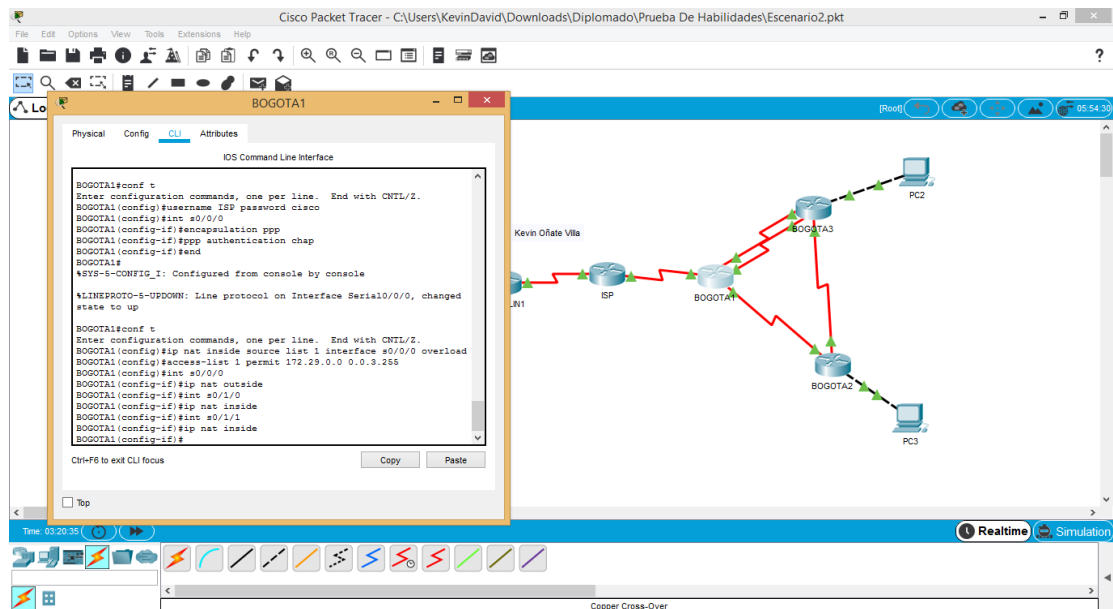 Cisco Packet Tracer - C:\Users\KevinDavid\Downloads\Diplomado\Prueba De Habilidades\Escenario2.pkt
File Edit Options View Tools Extensions Help
?
Lo
[Root]
05:54:30
BOGOTA1
Physical Config CLI Attributes
IOS Command Line Interface
BOGOTA1#conf t
Enter configuration commands, one per line. End with CNTL/Z.
BOGOTA1(config)#username ISP password cisco
BOGOTA1(config)#int s0/0/0
BOGOTA1(config-if)#encapsulation ppp
BOGOTA1(config-if)#ppp authentication chap
BOGOTA1(config-if)#end
BOGOTA1#
%SYS-5-CONFIG_I: Configured from console by console
%LINEPROTO-5-UPDOWN: Line protocol on Interface Serial0/0/0, changed
state to up
BOGOTA1#conf t
Enter configuration commands, one per line. End with CNTL/Z.
BOGOTA1(config)#ip nat inside source list 1 interface s0/0/0 overload
BOGOTA1(config)#access-list 1 permit 172.29.0.0 0.0.3.255
BOGOTA1(config)#int s0/0/0
BOGOTA1(config-if)#ip nat outside
BOGOTA1(config-if)#int s0/1/0
BOGOTA1(config-if)#ip nat inside
BOGOTA1(config-if)#int s0/1/1
BOGOTA1(config-if)#ip nat inside
BOGOTA1(config-if)#
Ctrl+F6 to exit CLI focus
Copy Paste
Top
Kevin Oñate Villa
PC2
BOGOTA3
LIN1
ISP
BOGOTA1
BOGOTA2
PC3
Time: 03:20:35
Realtime Simulation
Copper Cross-Over